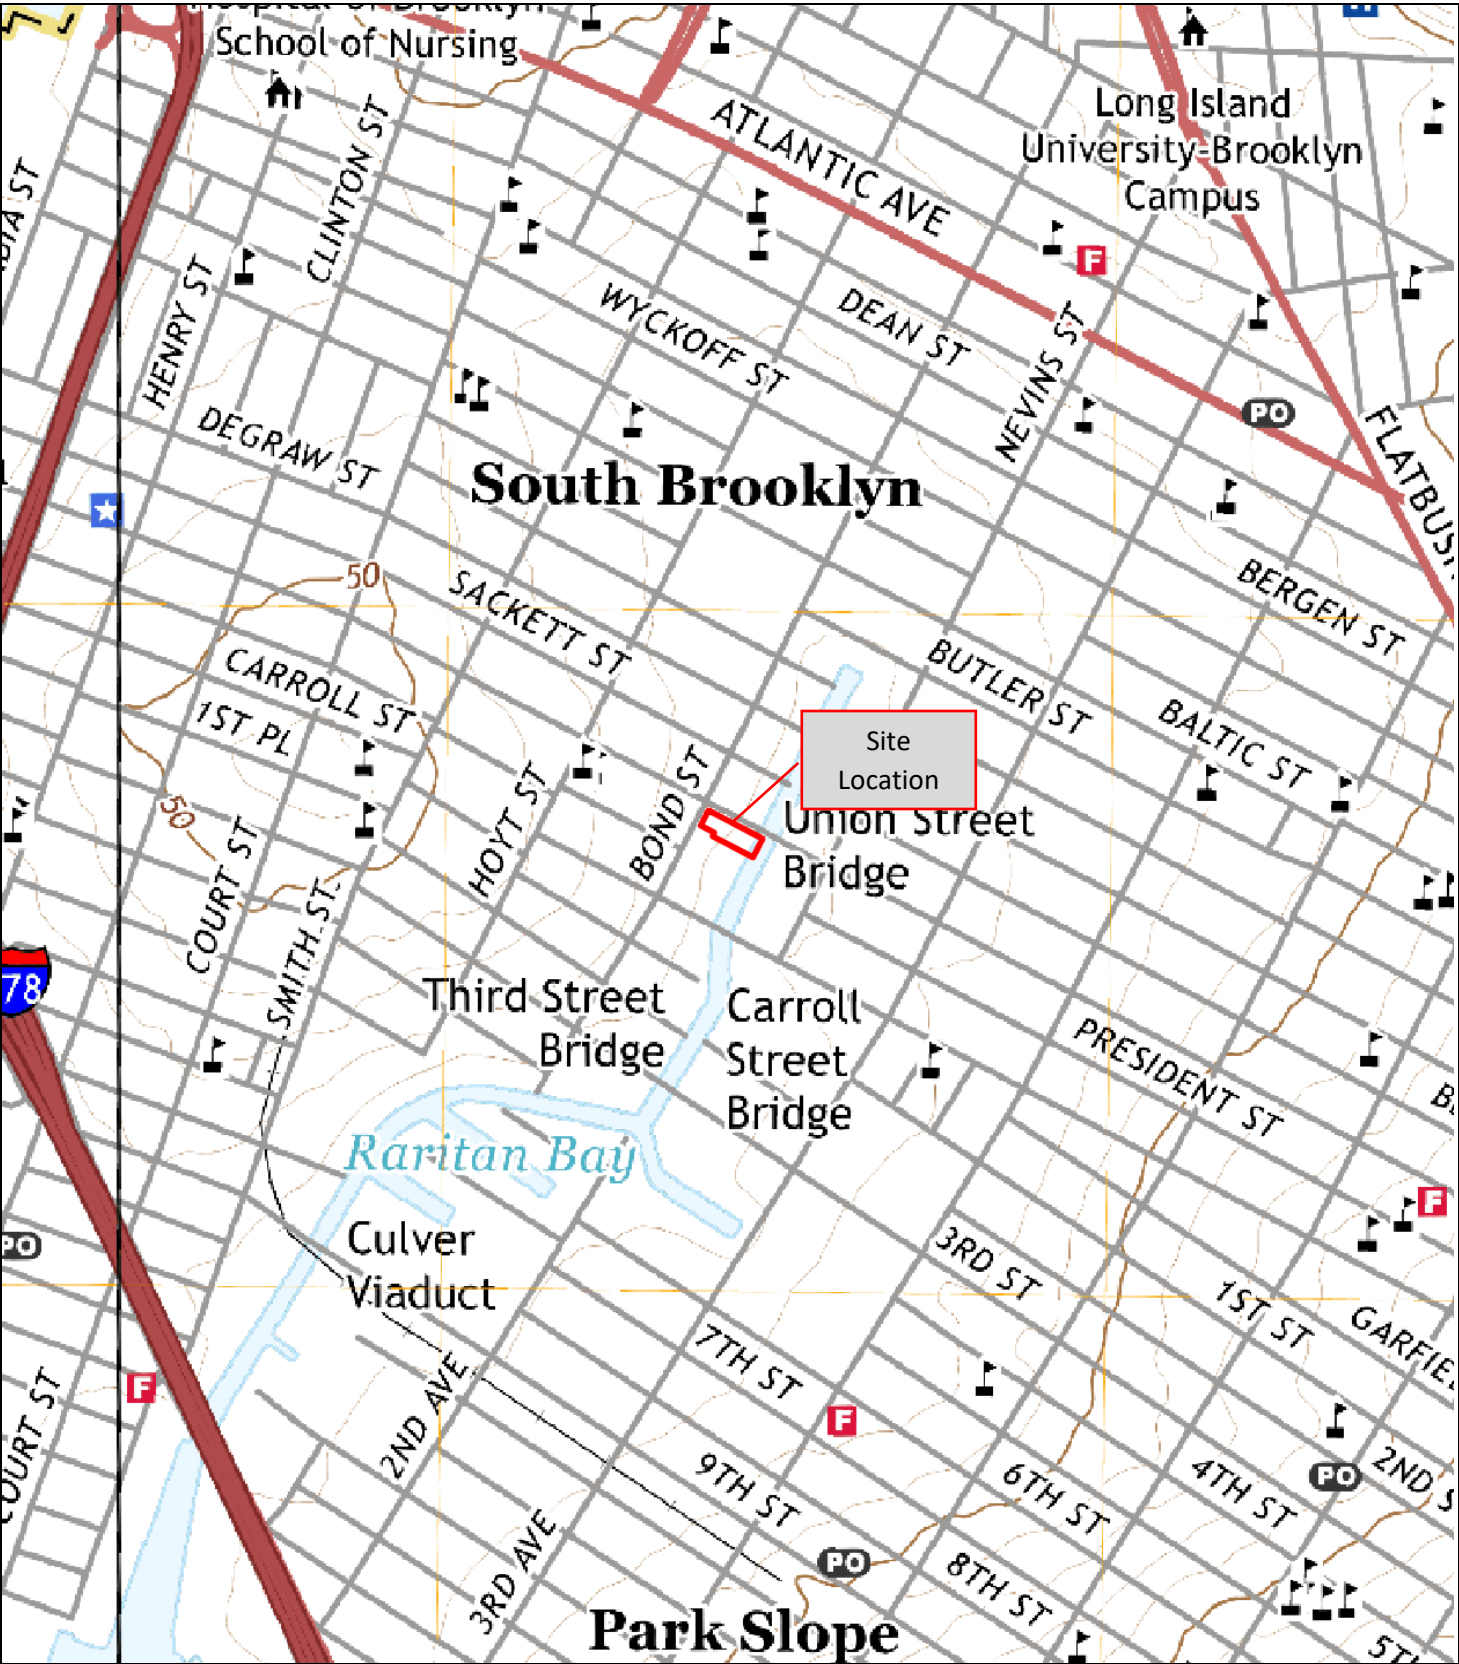 Hospital of Brooklyn
School of Nursing
Long Island
University-Brooklyn
Campus
ATLANTIC AVE
CLINTON ST
HENRY ST
WYCKOFF ST
DEAN ST
NEVINS ST
PO
DEGRAW ST
South Brooklyn
50
SACKETT ST
BERGEN ST
CARROLL ST
1ST PL
BUTLER ST
BALTIC ST
Site
Location
50
COURT ST
HOYT ST
BOND ST
Union Street
Bridge
SMITH ST
78
Third Street
Bridge
Carroll
Street
Bridge
PRESIDENT ST
Raritan Bay
F
F
PO
Culver
Viaduct
3RD ST
1ST ST
7TH ST
F
F
COURT ST
2ND AVE
9TH ST
6TH ST
4TH ST
PO
2ND S
3RD AVE
PO
8TH ST
Park Slope